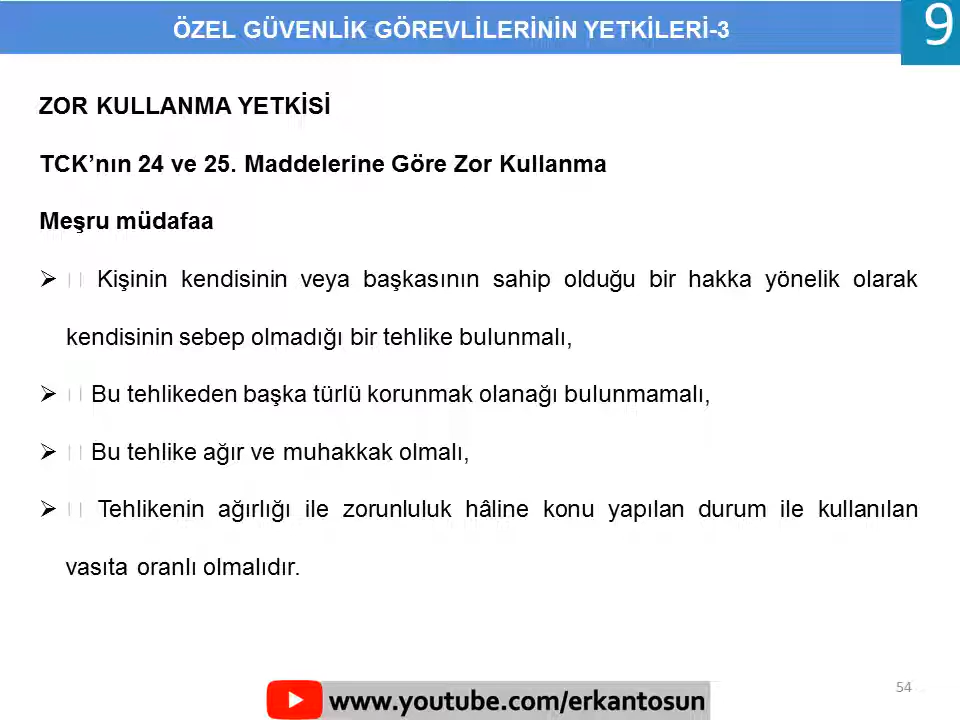 ÖZEL GÜVENLİK GÖREVLİLERİNİN YETKİLERİ-3
9
ZOR KULLANMA YETKİSİ
TCK’nın 24 ve 25. Maddelerine Göre Zor Kullanma
Meşru müdafaa
➢ Kişinin kendisinin veya başkasının sahip olduğu bir hakka yönelik olarak
kendisinin sebep olmadığı bir tehlike bulunmalı,
➢ Bu tehlikeden başka türlü korunmak olanağı bulunmamalı,
➢ Bu tehlike ağır ve muhakkak olmalı,
➢ Tehlikenin ağırlığı ile zorunluluk hâline konu yapılan durum ile kullanılan
vasıta oranlı olmalıdır.
54
www.youtube.com/erkantosun